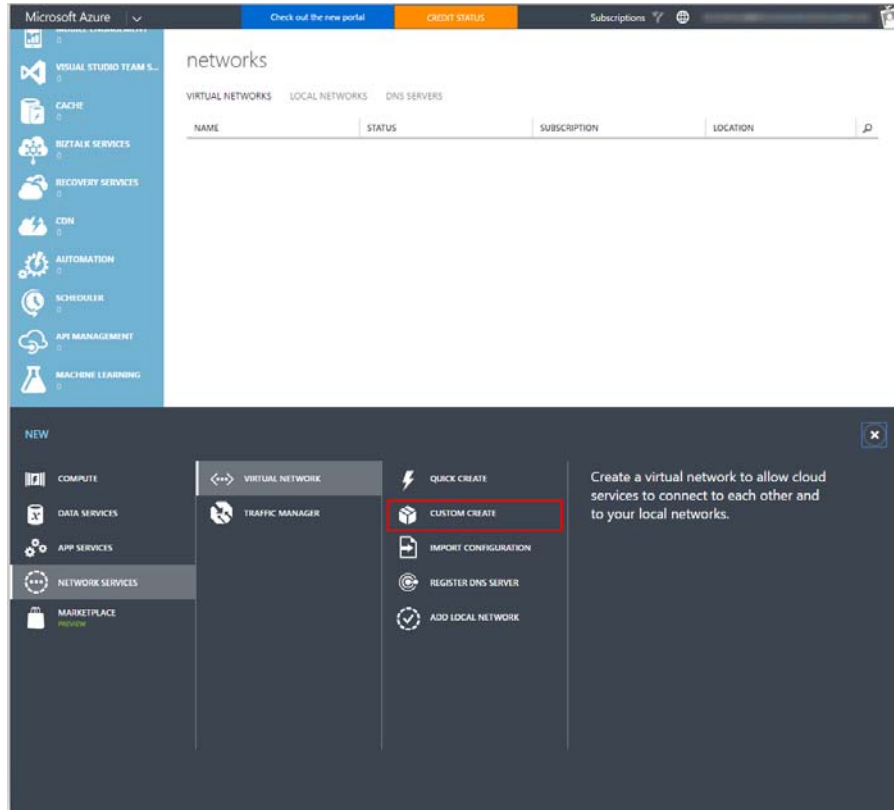 Microsoft Azure
Check out the new portal
CREDIT STATUS
Subscriptions
MOBILE ENGAGEMENT
0
VISUAL STUDIO TEAM S...
0
CACHE
0
BIZTALK SERVICES
0
RECOVERY SERVICES
0
CDN
0
AUTOMATION
0
SCHEDULER
0
API MANAGEMENT
0
MACHINE LEARNING
0
networks
VIRTUAL NETWORKS LOCAL NETWORKS DNS SERVERS
NAME STATUS SUBSCRIPTION LOCATION
NEW
COMPUTE
DATA SERVICES
APP SERVICES
NETWORK SERVICES
MARKETPLACE
PREVIEW
VIRTUAL NETWORK
TRAFFIC MANAGER
QUICK CREATE
CUSTOM CREATE
IMPORT CONFIGURATION
REGISTER DNS SERVER
ADD LOCAL NETWORK
Create a virtual network to allow cloud
services to connect to each other and
to your local networks.